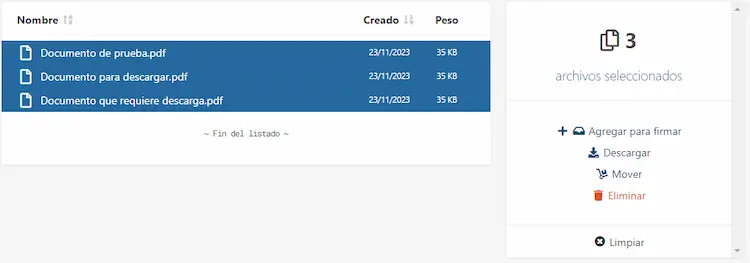 Nombre Creado Peso
Documento de prueba.pdf 23/11/2023 35 KB
Documento para descargar.pdf 23/11/2023 35 KB
Documento que requiere descarga.pdf 23/11/2023 35 KB
~ Fin del listado ~
3
archivos seleccionados
Agregar para firmar
Descargar
Mover
Eliminar
Limpiar